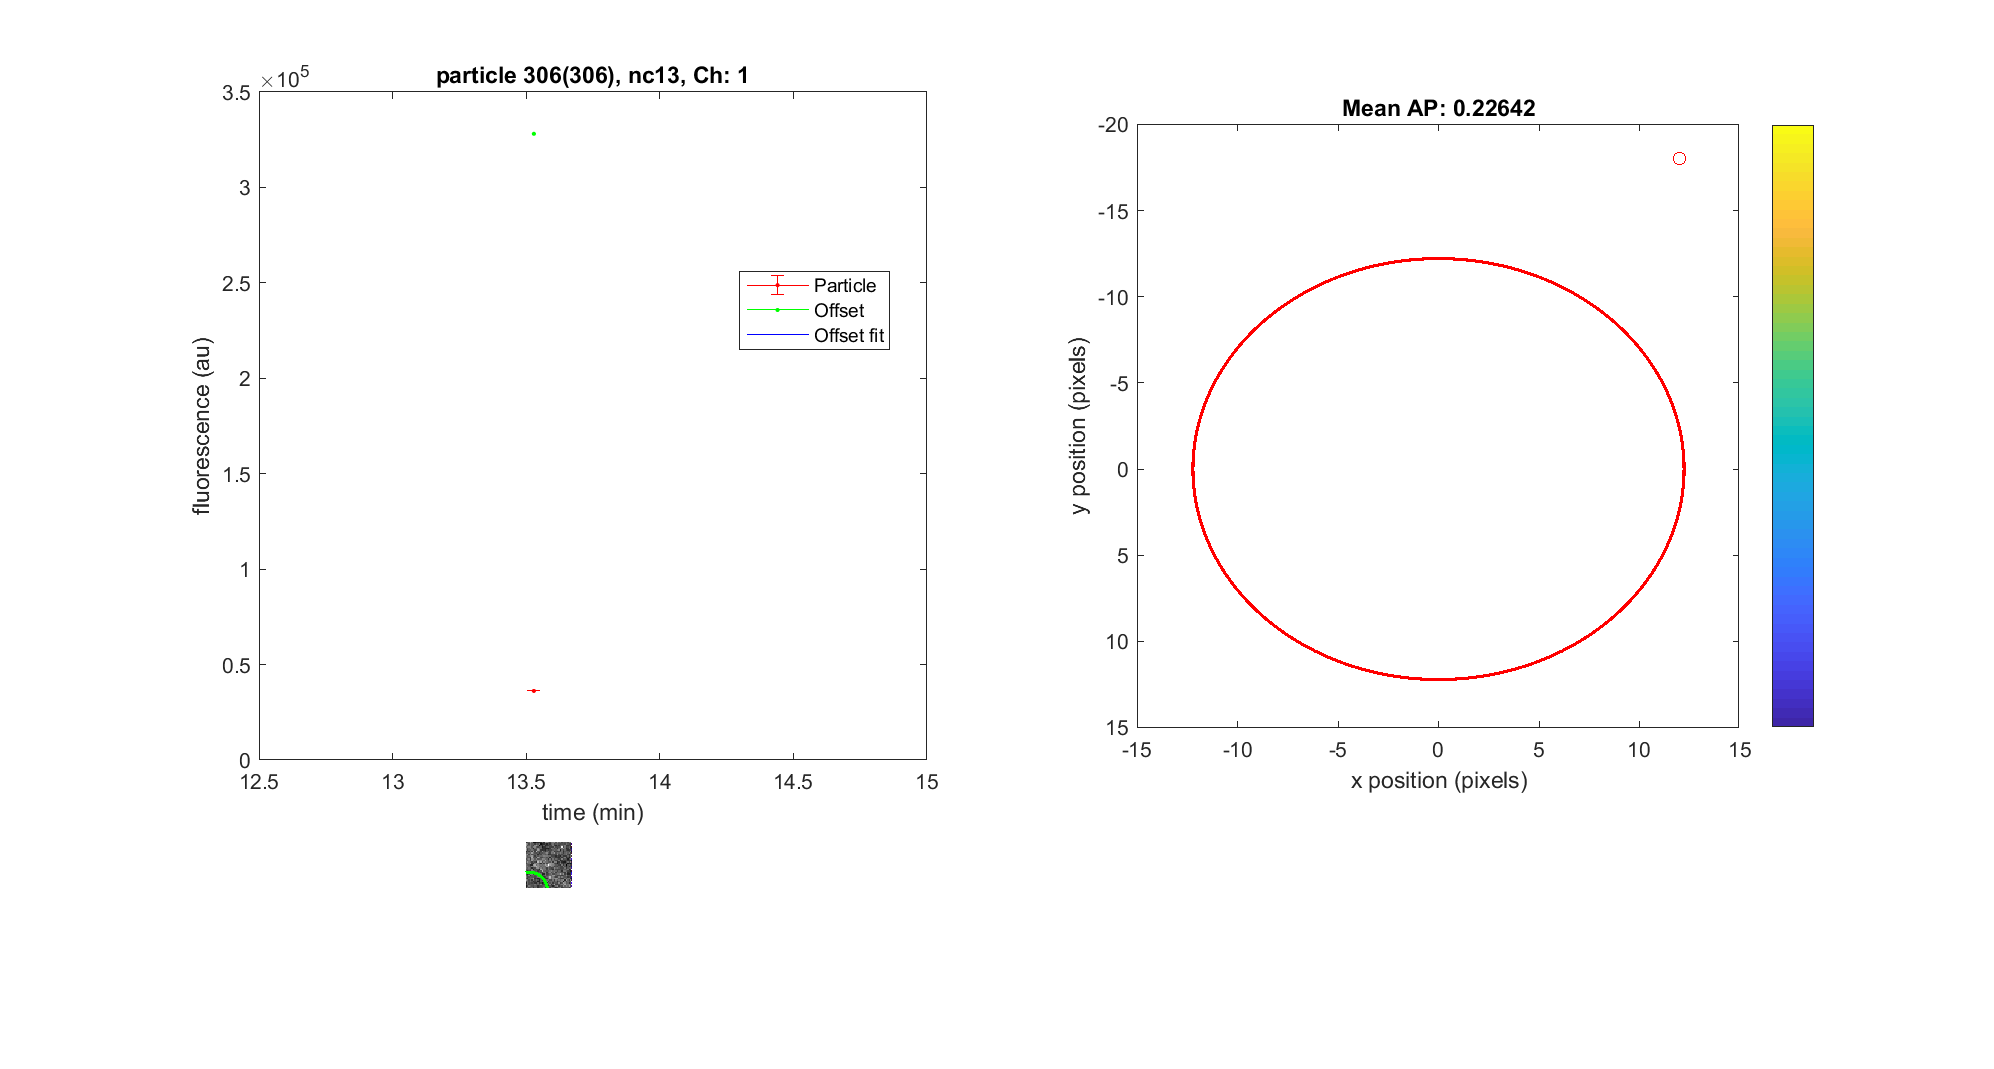 particle 306(306), nc13, Ch: 1
×10^5
3.5
3
2.5
2
1.5
1
0.5
0
fluorescence (au)
12.5 13 13.5 14 14.5 15
time (min)
Particle
Offset
Offset fit
Mean AP: 0.22642
-20
-15
-10
-5
0
5
10
15
y position (pixels)
-15 -10 -5 0 5 10 15
x position (pixels)